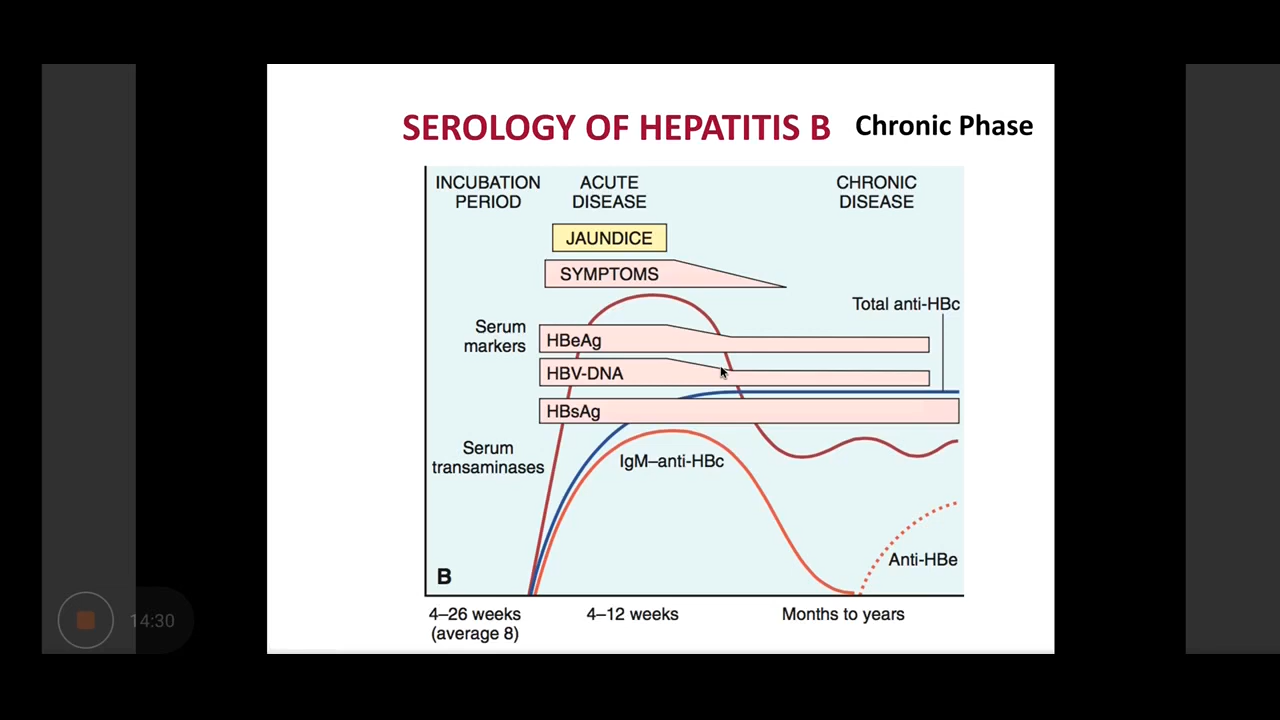 SEROLOGY OF HEPATITIS B Chronic Phase
INCUBATION
PERIOD
ACUTE
DISEASE
CHRONIC
DISEASE
JAUNDICE
SYMPTOMS
Total anti-HBc
Serum
markers
HBeAg
HBV-DNA
HBsAg
Serum
transaminases
IgM–anti-HBc
Anti-HBe
B
4–26 weeks
(average 8)
4–12 weeks
Months to years
14:30